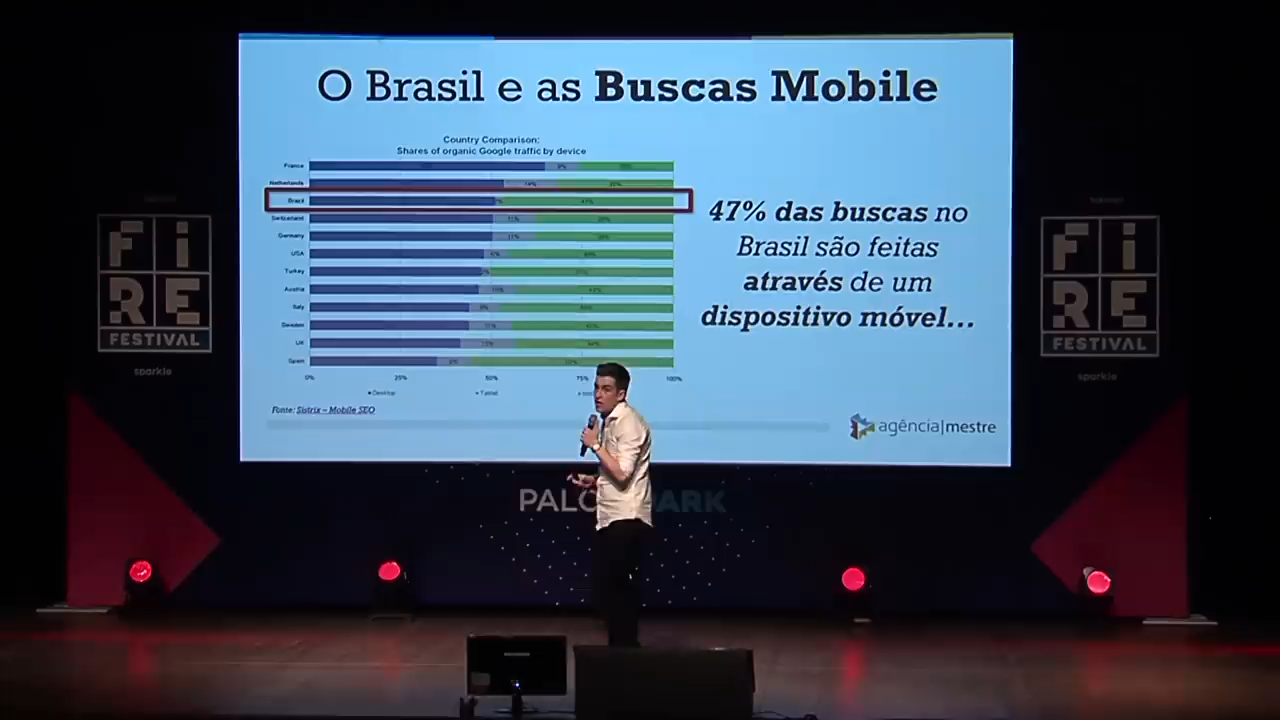 O Brasil e as Buscas Mobile
Country Comparison:
Shares of organic Google traffic by device
France
Netherlands
Brazil
Switzerland
Germany
USA
Turkey
Austria
Italy
Sweden
UK
Spain
0%
25%
50%
75%
100%
Desktop
Tablet
47% das buscas no
Brasil são feitas
através de um
dispositivo móvel...
Fonte: Sistrix – Mobile SEO
agência|mestre
FiRE
FESTIVAL
sparkle
FiRE
FESTIVAL
sparkle